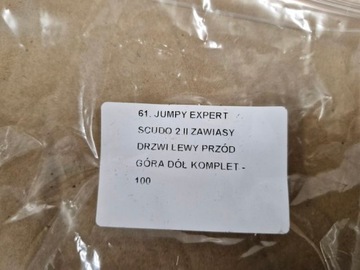 61. JUMPY EXPERT
SCUDO 2 II ZAWIASY
DRZWI LEWY PRZÓD
GÓRA DÓŁ KOMPLET -
100